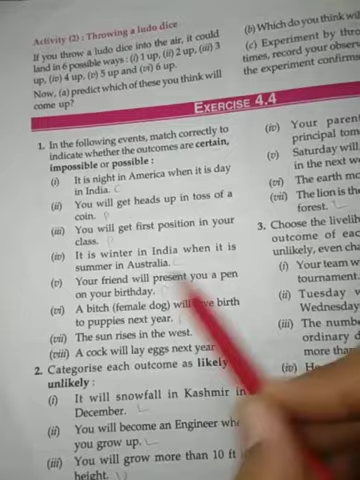 Activity (2) : Throwing a ludo dice
If you throw a ludo dice into the air, it could
land in 6 possible ways : (i) 1 up, (ii) 2 up, (iii) 3
up, (iv) 4 up, (v) 5 up and (vi) 6 up.
Now, (a) predict which of these you think will
come up?
(b) Which do you think wi
(c) Experiment by thro
times, record your obser
the experiment confirms
EXERCISE 4.4
1. In the following events, match correctly to
indicate whether the outcomes are certain,
impossible or possible :
(i) It is night in America when it is day
in India. C
(ii) You will get heads up in toss of a
coin. P
(iii) You will get first position in your
class. P
(iv) It is winter in India when it is
summer in Australia.
(v) Your friend will present you a pen
on your birthday.
(vi) A bitch (female dog) will birth
to puppies next year.
(vii) The sun rises in the west.
(viii) A cock will lay eggs next year
2. Categorise each outcome as likely
unlikely :
(i) It will snowfall in Kashmir in
December. L
(ii) You will become an Engineer whe
you grow up. L
(iii) You will grow more than 10 ft i
height. U
(iv) Your parent
principal tom
(v) Saturday will
in the next w
(vi) The earth mo
(vii) The lion is th
forest. L
3. Choose the likelih
outcome of eac
unlikely, even cha
(i) Your team w
tournament.
(ii) Tuesday w
Wednesday
(iii) The numbe
ordinary d
more than
(iv)